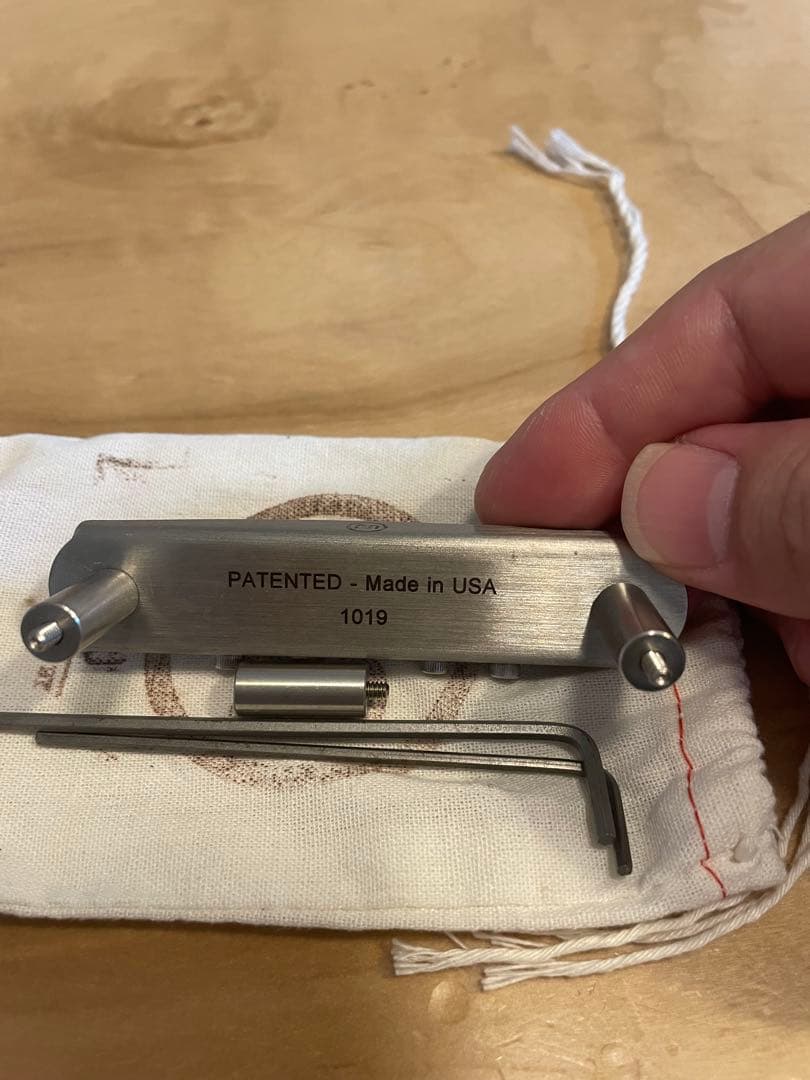 PATENTED - Made in USA
1019